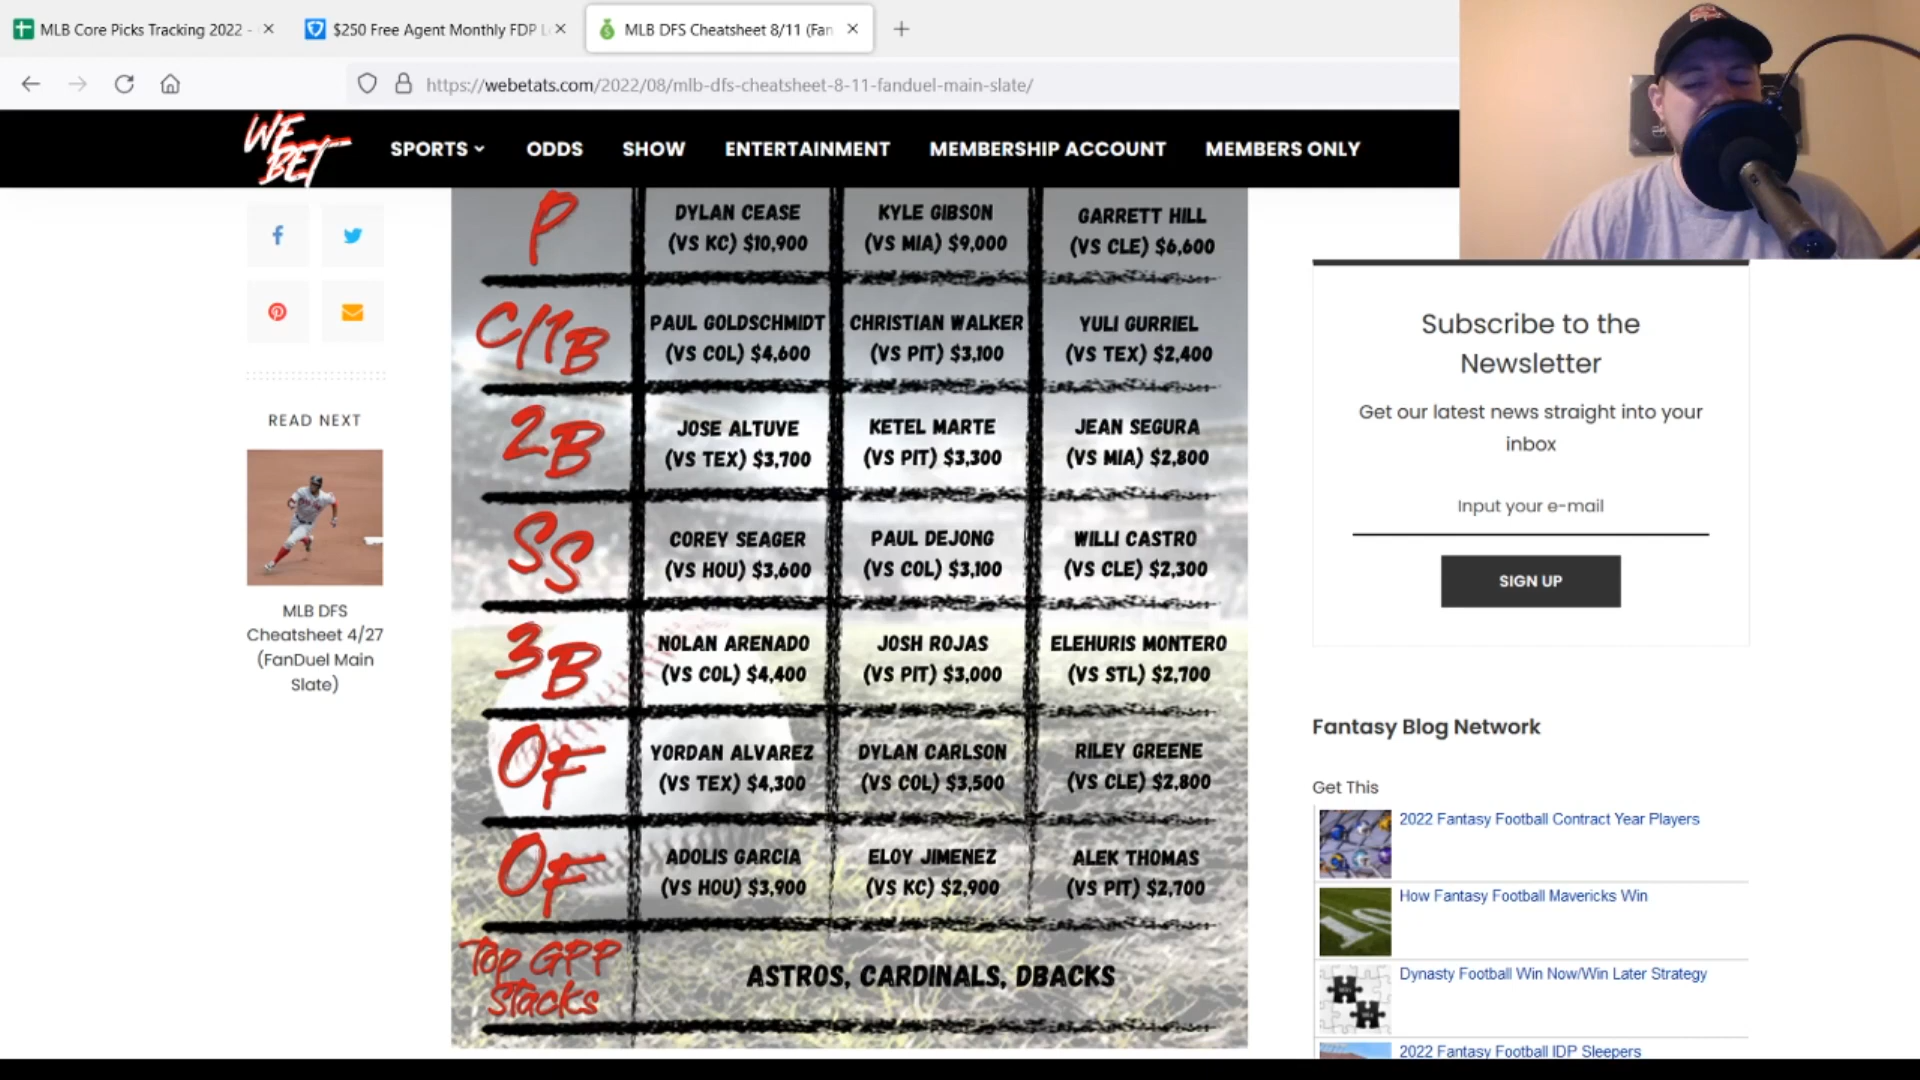 MLB Core Picks Tracking 2022 -
$250 Free Agent Monthly FDP L
MLB DFS Cheatsheet 8/11 (Fan
https://webetats.com/2022/08/mlb-dfs-cheatsheet-8-11-fanduel-main-slate/
WE BET
SPORTS
ODDS
SHOW
ENTERTAINMENT
MEMBERSHIP ACCOUNT
MEMBERS ONLY
READ NEXT
MLB DFS
Cheatsheet 4/27
(FanDuel Main
Slate)
P
DYLAN CEASE
(VS KC) $10,900
KYLE GIBSON
(VS MIA) $9,000
GARRETT HILL
(VS CLE) $6,600
C/1B
PAUL GOLDSCHMIDT
(VS COL) $4,600
CHRISTIAN WALKER
(VS PIT) $3,100
YULI GURRIEL
(VS TEX) $2,400
2B
JOSE ALTUVE
(VS TEX) $3,700
KETEL MARTE
(VS PIT) $3,300
JEAN SEGURA
(VS MIA) $2,800
SS
COREY SEAGER
(VS HOU) $3,600
PAUL DEJONG
(VS COL) $3,100
WILLI CASTRO
(VS CLE) $2,300
3B
NOLAN ARENADO
(VS COL) $4,400
JOSH ROJAS
(VS PIT) $3,000
ELEHURIS MONTERO
(VS STL) $2,700
OF
YORDAN ALVAREZ
(VS TEX) $4,300
DYLAN CARLSON
(VS COL) $3,500
RILEY GREENE
(VS CLE) $2,800
OF
ADOLIS GARCIA
(VS HOU) $3,900
ELOY JIMENEZ
(VS KC) $2,900
ALEK THOMAS
(VS PIT) $2,700
Top GPP
Stacks
ASTROS, CARDINALS, DBACKS
Subscribe to the
Newsletter
Get our latest news straight into your
inbox
Input your e-mail
SIGN UP
Fantasy Blog Network
Get This
2022 Fantasy Football Contract Year Players
How Fantasy Football Mavericks Win
Dynasty Football Win Now/Win Later Strategy
2022 Fantasy Football IDP Sleepers